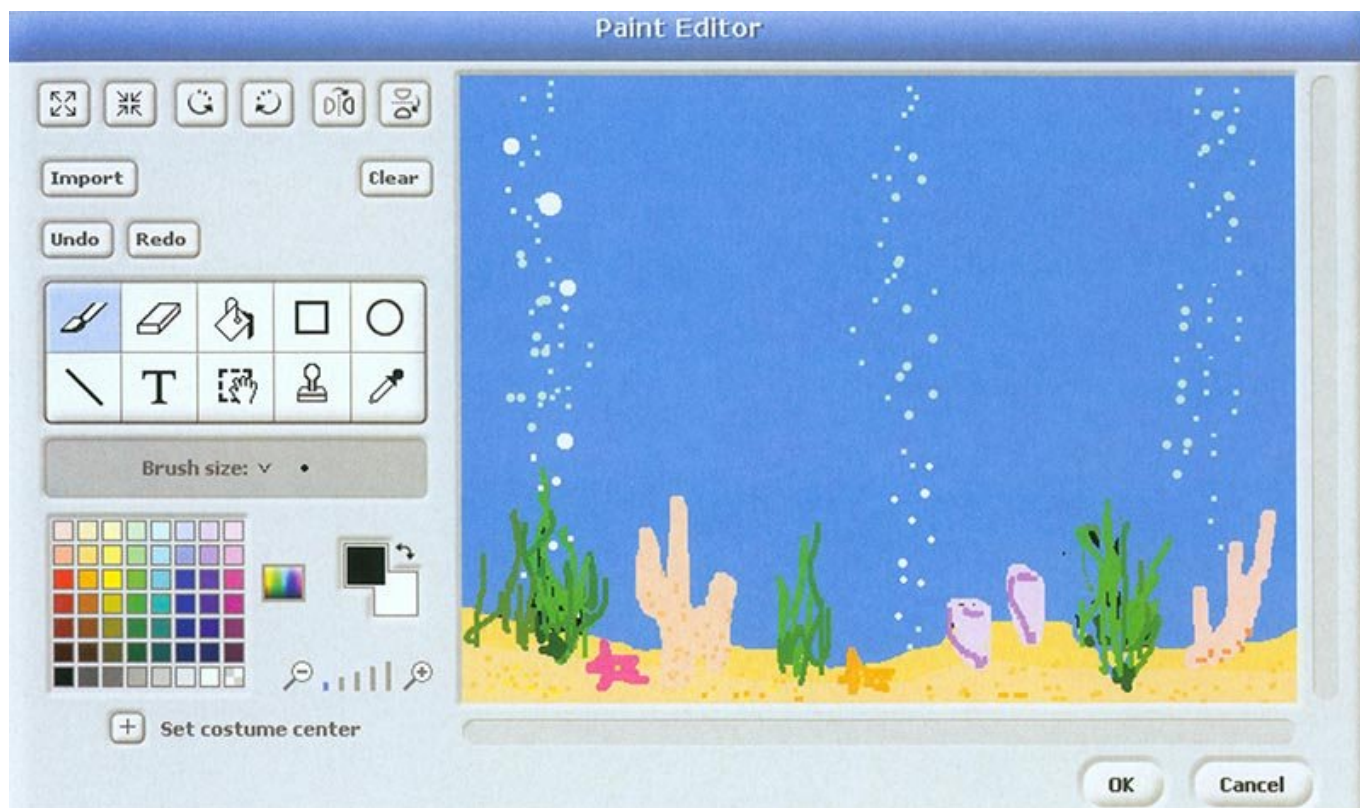 Paint Editor
Import
Clear
Undo
Redo
T
Brush size:
Set costume center
OK
Cancel